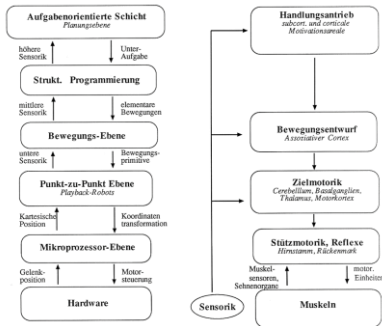 Aufgabenorientierte Schicht
Planungsebene
höhere
Sensorik
Unter-
Aufgabe
Strukt. Programmierung
mittlere
Sensorik
elementare
Bewegungen
Bewegungs-Ebene
untere
Sensorik
Bewegungs-
primitive
Punkt-zu-Punkt Ebene
Playback-Robots
Kartesische
Position
Koordinaten
transformation
Mikroprozessor-Ebene
Gelenk-
position
Motor-
steuerung
Hardware
Handlungsantrieb
subcort. und corticale
Motivationsareale
Bewegungsentwurf
Assoziativer Cortex
Zielmotorik
Cerebellum, Basalganglien,
Thalamus, Motorkortex
Stützmotorik, Reflexe
Hirnstamm, Rückenmark
Muskel-
sensoren,
Sehnenorgane
motor.
Einheiten
Sensorik
Muskeln